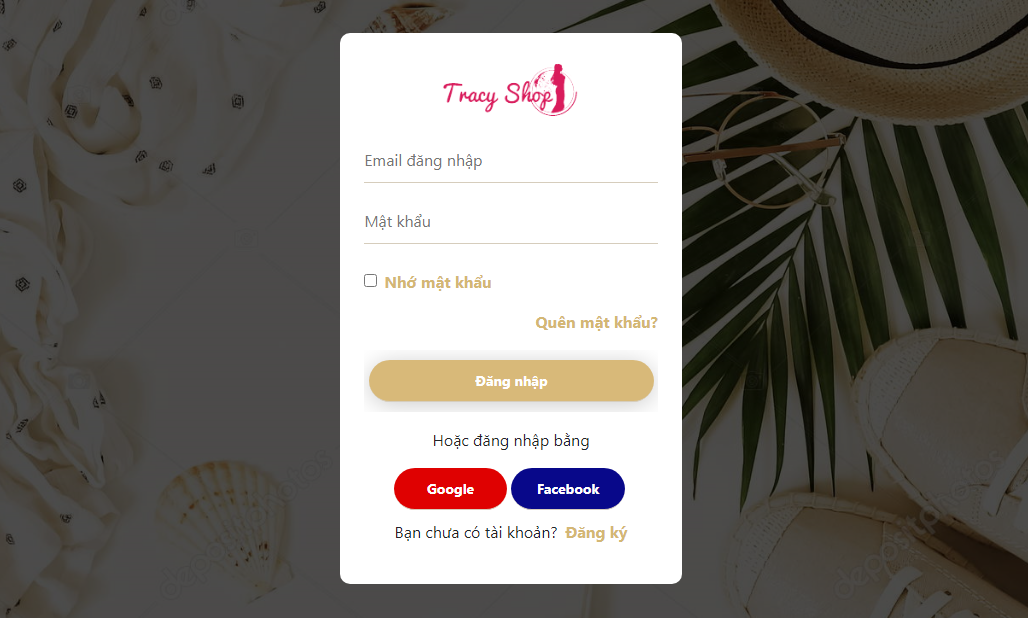 Tracy Shop
Email đăng nhập
Mật khẩu
Nhớ mật khẩu
Quên mật khẩu?
Đăng nhập
Hoặc đăng nhập bằng
Google Facebook
Bạn chưa có tài khoản? Đăng ký
depositphotos